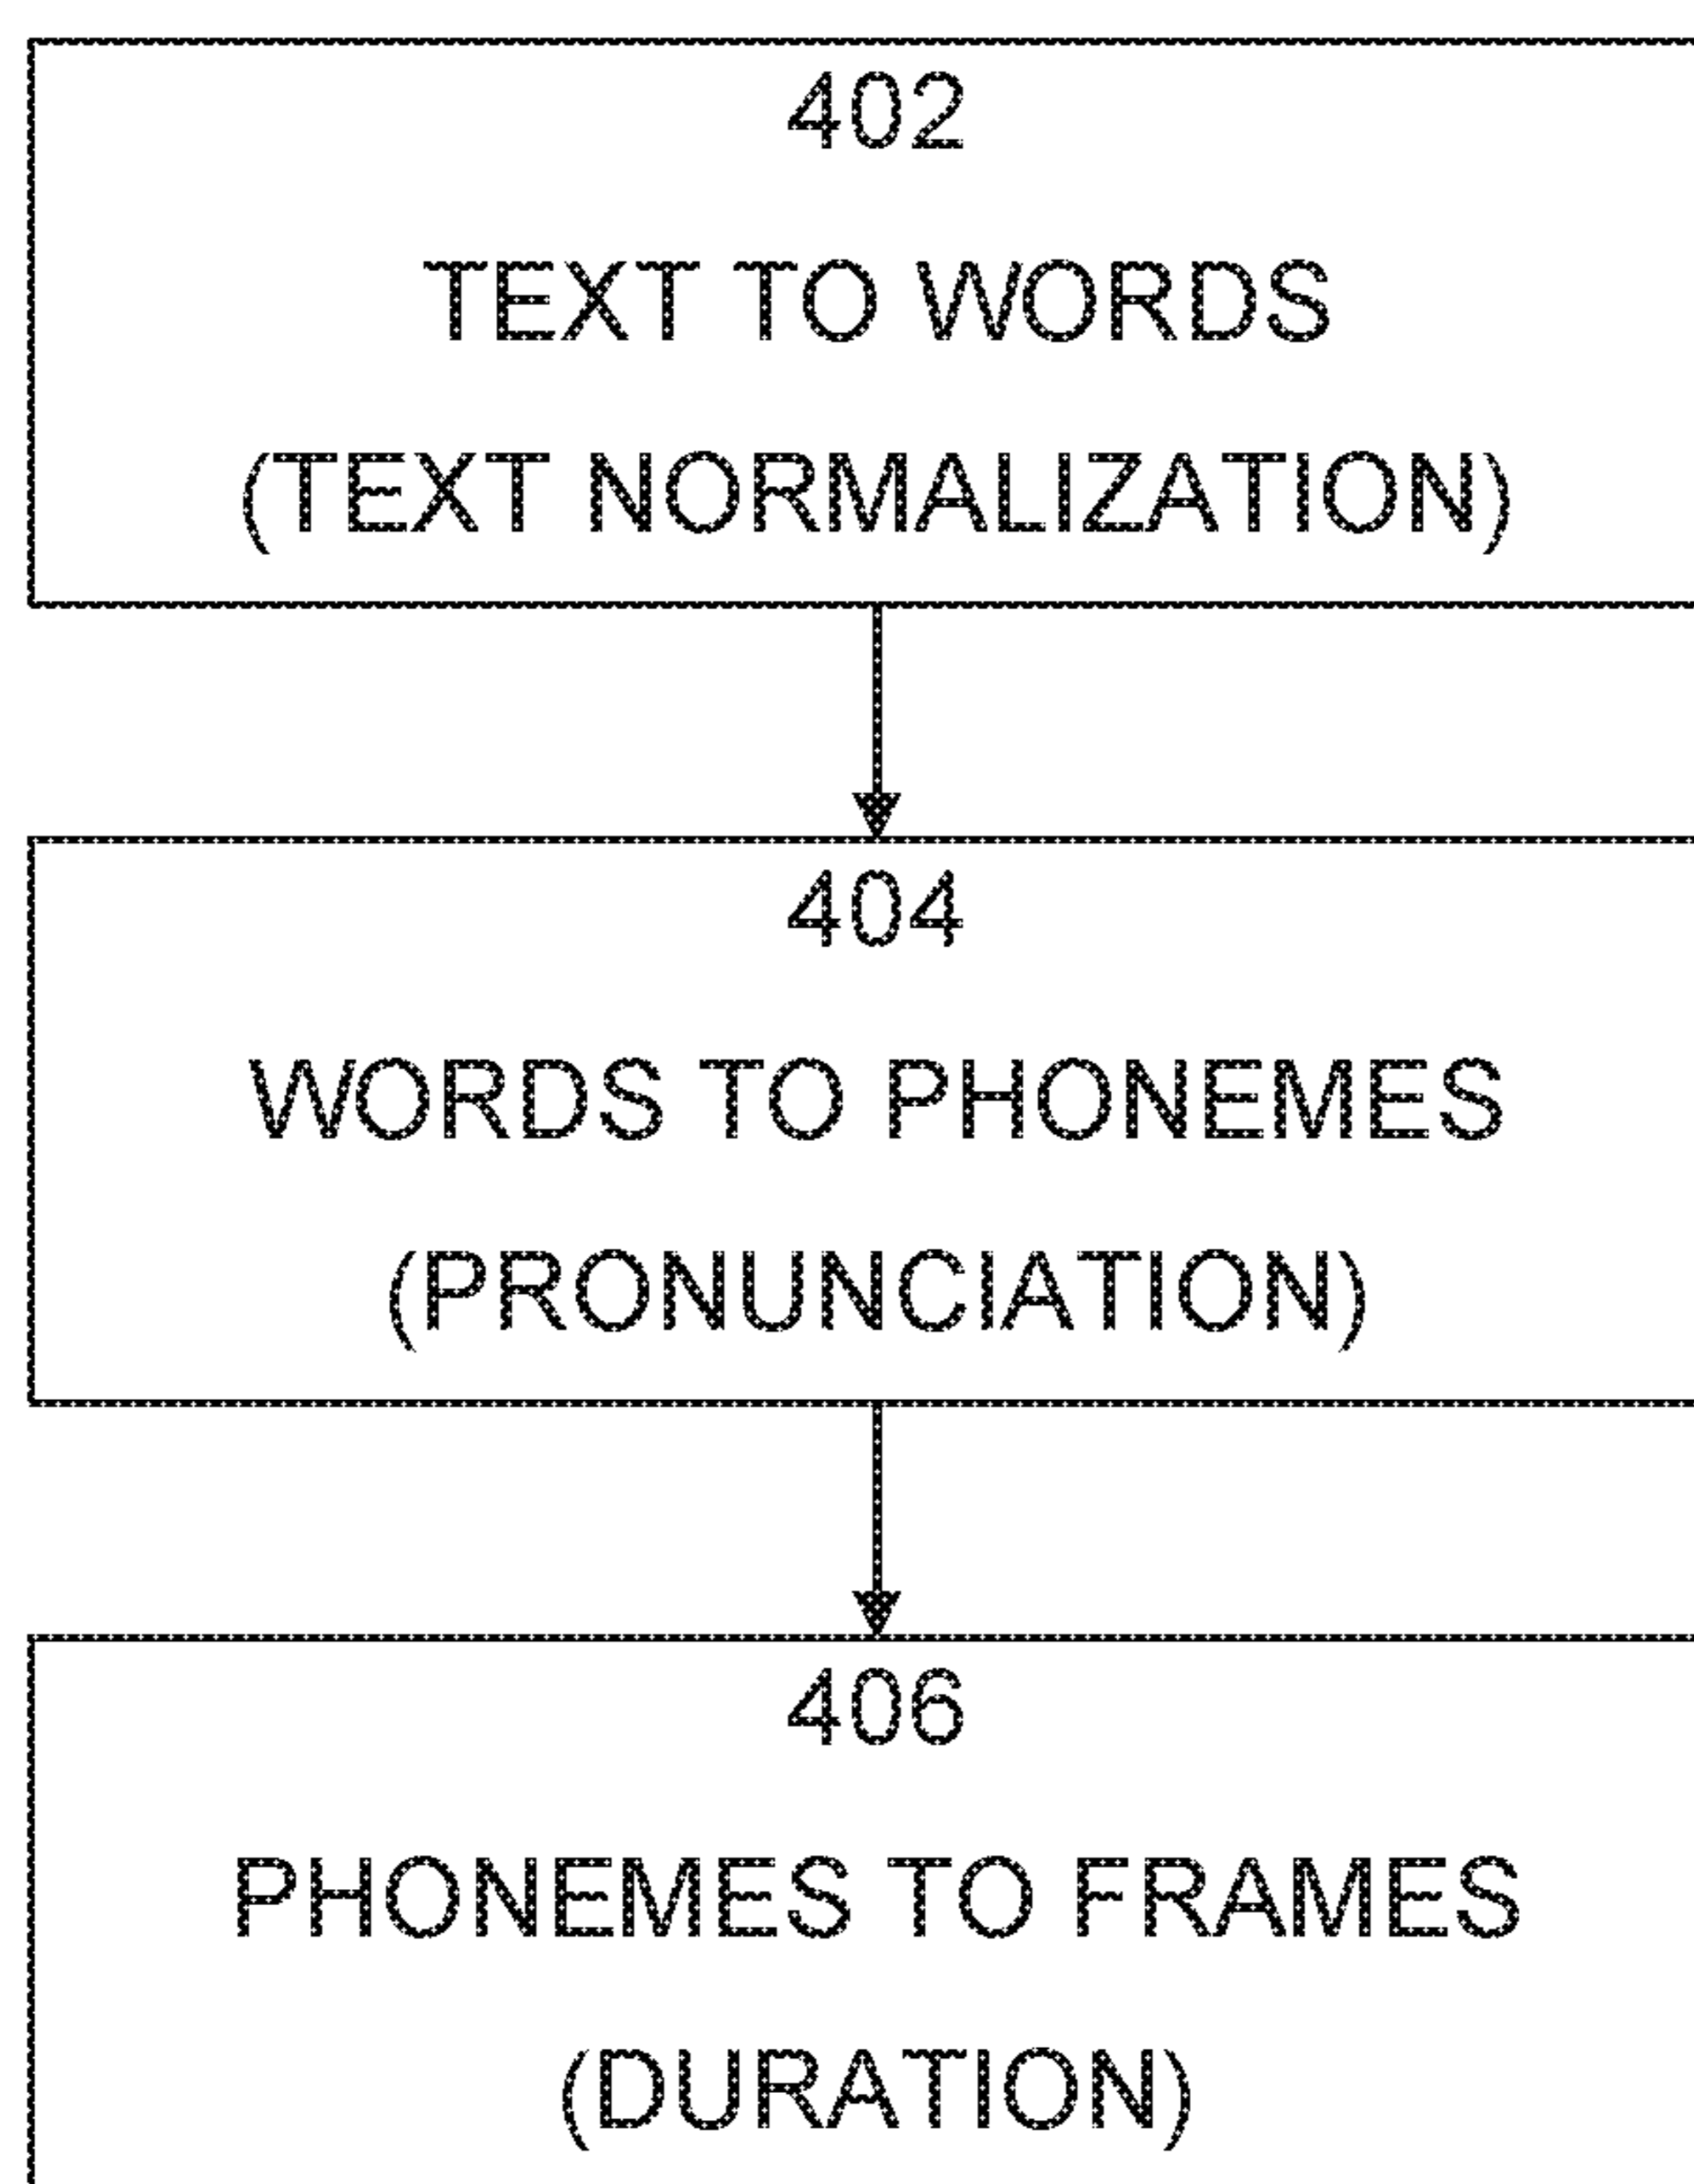 402
TEXT TO WORDS
(TEXT NORMALIZATION)
404
WORDS TO PHONEMES
(PRONUNCIATION)
406
PHONEMES TO FRAMES
(DURATION)